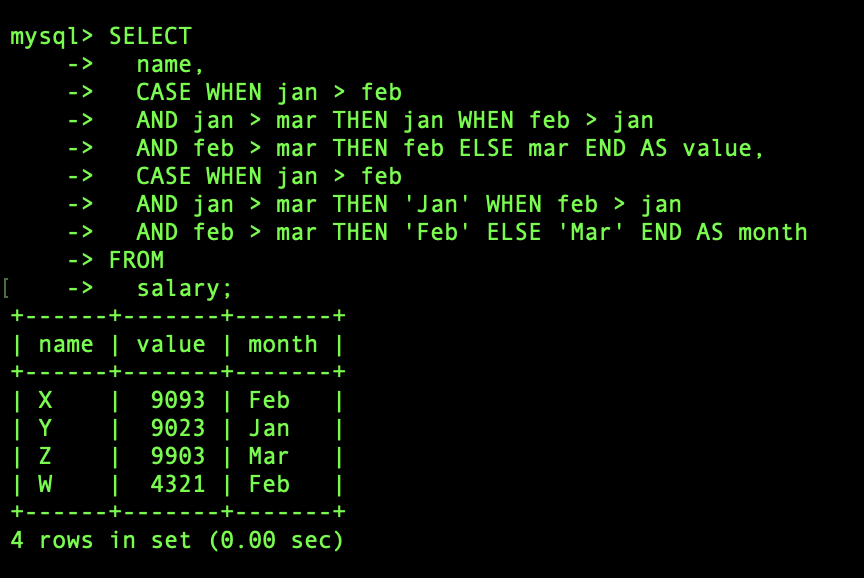 mysql> SELECT
    ->   name,
    ->   CASE WHEN jan > feb
    ->   AND jan > mar THEN jan WHEN feb > jan
    ->   AND feb > mar THEN feb ELSE mar END AS value,
    ->   CASE WHEN jan > feb
    ->   AND jan > mar THEN 'Jan' WHEN feb > jan
    ->   AND feb > mar THEN 'Feb' ELSE 'Mar' END AS month
    -> FROM
[    ->   salary;
+------+-------+-------+
| name | value | month |
+------+-------+-------+
| X    |  9093 | Feb   |
| Y    |  9023 | Jan   |
| Z    |  9903 | Mar   |
| W    |  4321 | Feb   |
+------+-------+-------+
4 rows in set (0.00 sec)